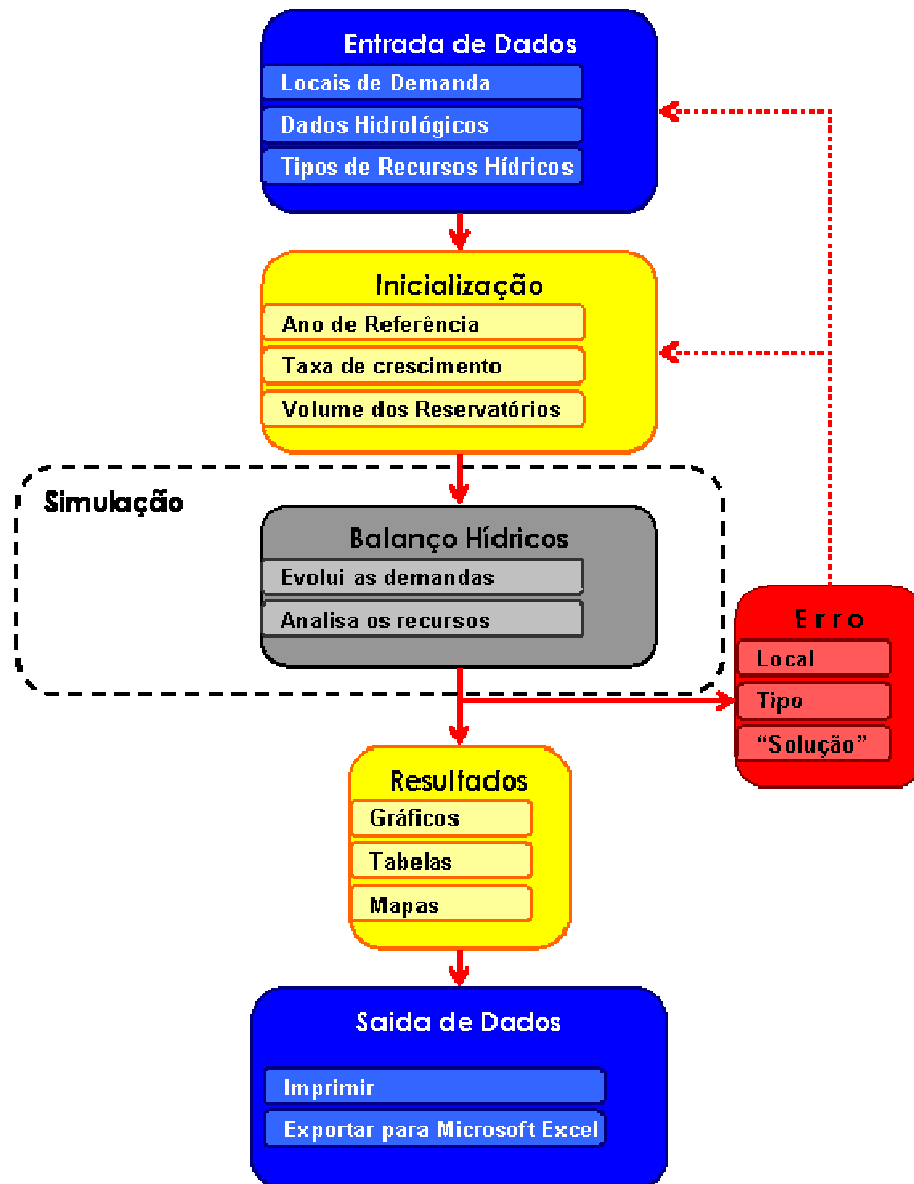 Entrada de Dados
Locais de Demanda
Dados Hidrológicos
Tipos de Recursos Hídricos
Inicialização
Ano de Referência
Taxa de crescimento
Volume dos Reservatórios
Simulação
Balanço Hídricos
Evolui as demandas
Analisa os recursos
Erro
Local
Tipo
“Solução”
Resultados
Gráficos
Tabelas
Mapas
Saida de Dados
Imprimir
Exportar para Microsoft Excel